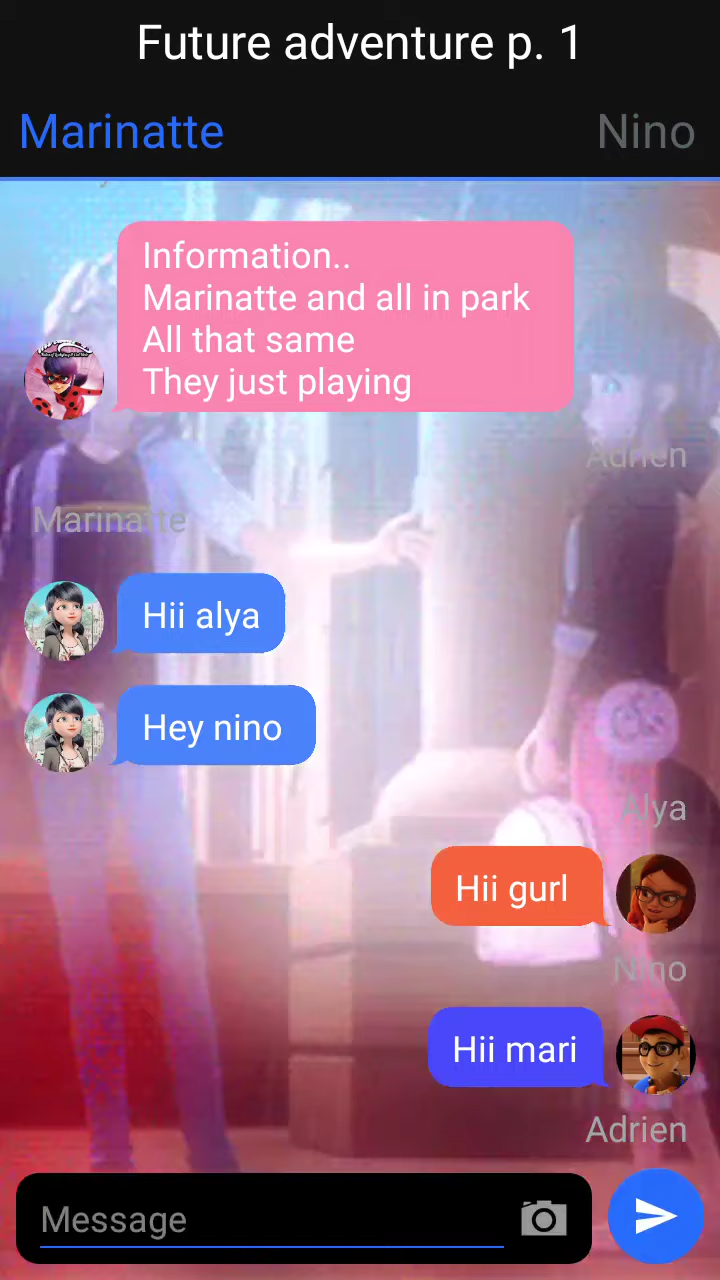 Future adventure p. 1
Marinatte
Nino
Information..
Marinatte and all in park
All that same
They just playing
Adrien
Marinatte
Hii alya
Hey nino
Alya
Hii gurl
Nino
Hii mari
Adrien
Message